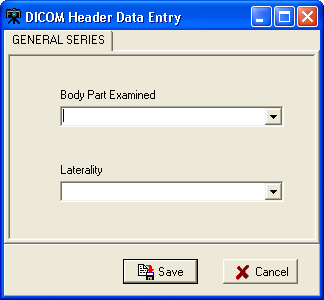 DICOM Header Data Entry
GENERAL SERIES
Body Part Examined
Laterality
Save
Cancel